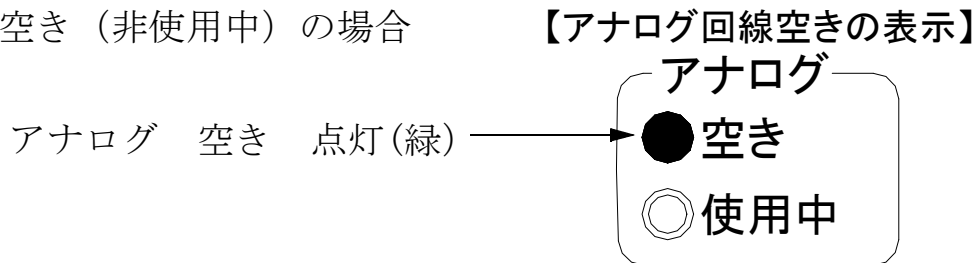 空き（非使用中）の場合
【アナログ回線空きの表示】
アナログ
アナログ　空き　点灯(緑)
空き
使用中